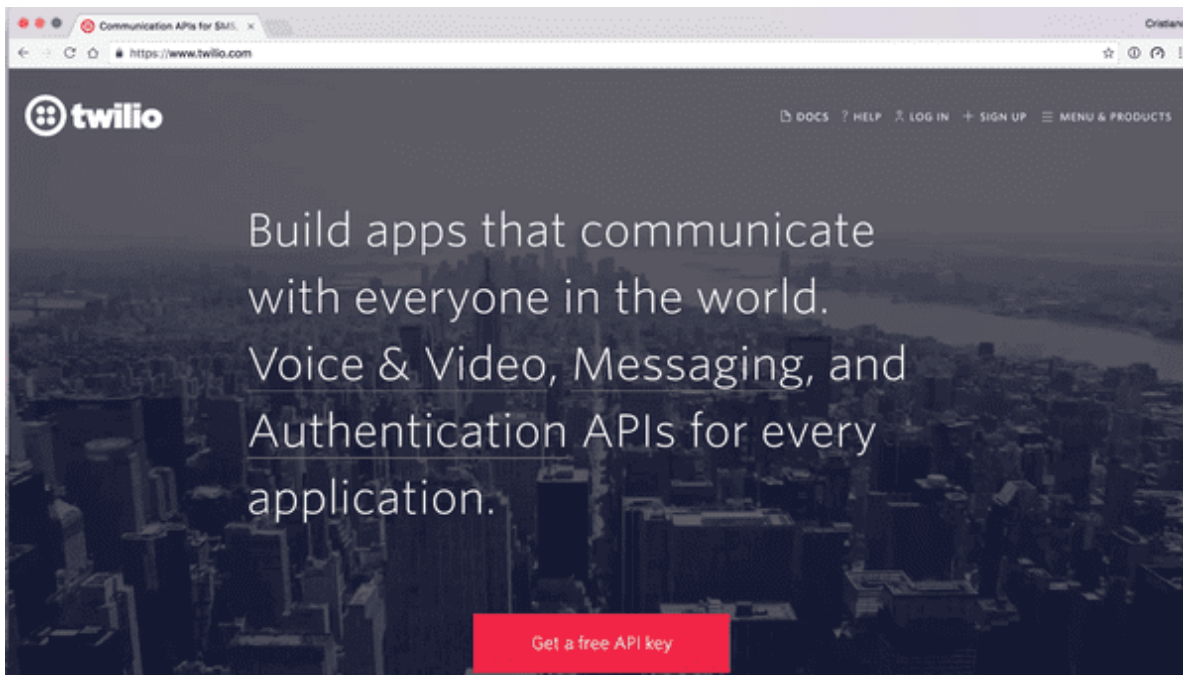 Communication APIs for SMS,
Cristiano
https://www.twilio.com
twilio
DOCS ? HELP LOG IN + SIGN UP MENU & PRODUCTS
Build apps that communicate
with everyone in the world.
Voice & Video, Messaging, and
Authentication APIs for every
application.
Get a free API key